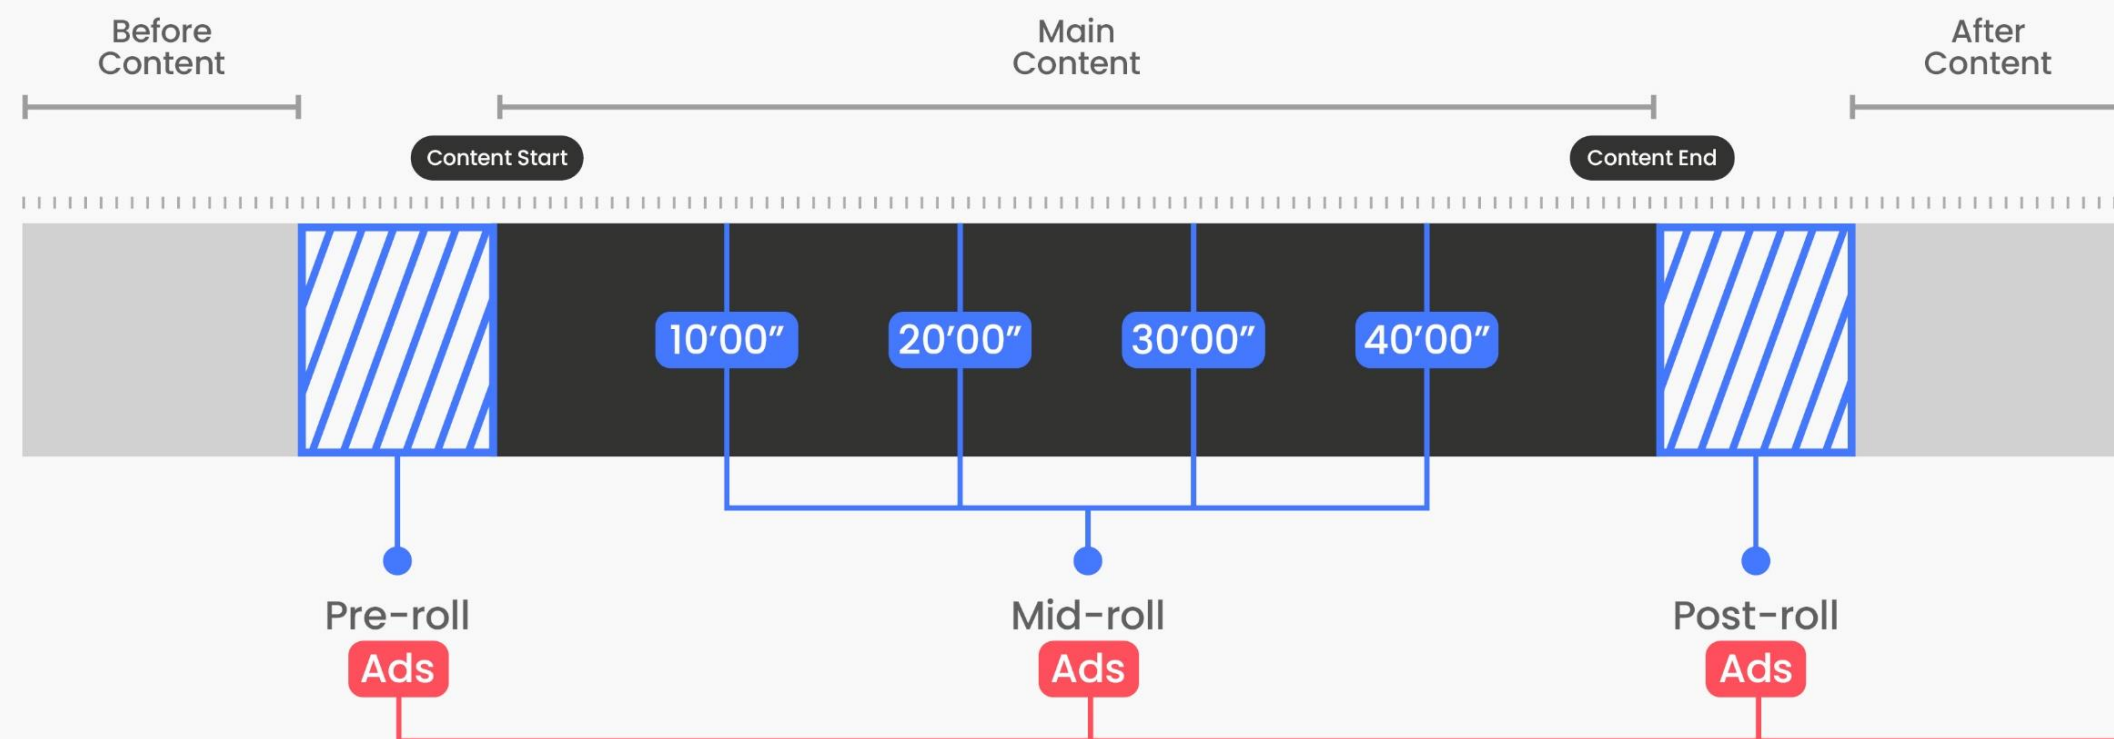 Before
Content
Main
Content
After
Content
Content Start
Content End
10’00”
20’00”
30’00”
40’00”
Pre-roll
Ads
Mid-roll
Ads
Post-roll
Ads